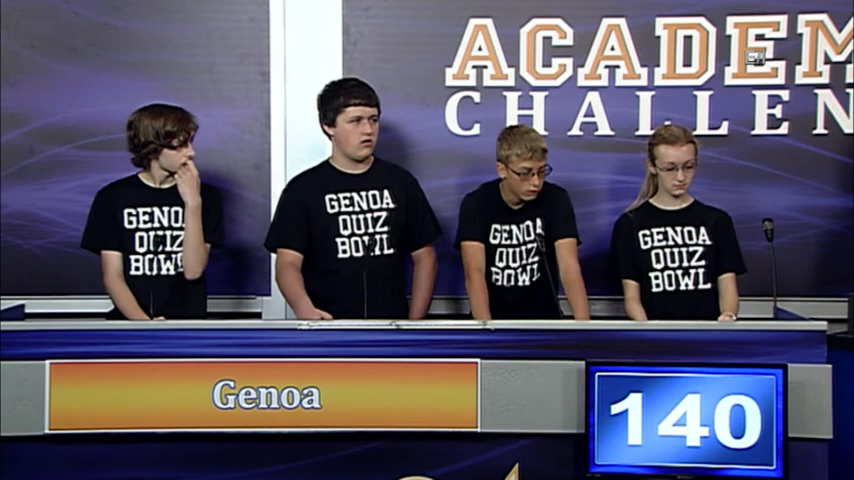 ACADEM
CHALLEN
GENOA
QUIZ
BOWL
GENOA
QUIZ
BOWL
GENOA
QUIZ
BOWL
GENOA
QUIZ
BOWL
Genoa
140